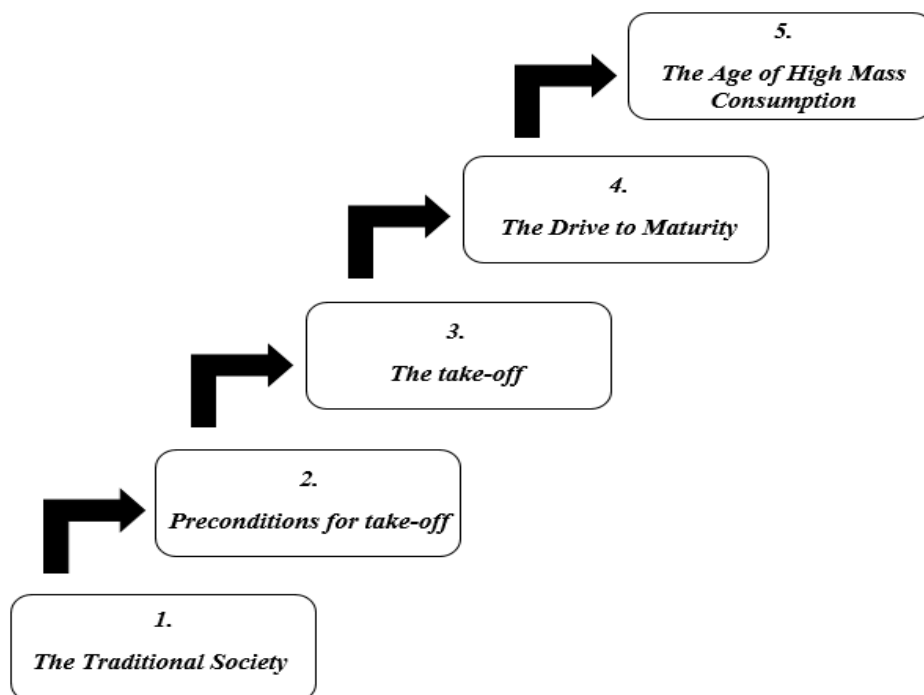 5.
The Age of High Mass
Consumption
4.
The Drive to Maturity
3.
The take-off
2.
Preconditions for take-off
1.
The Traditional Society